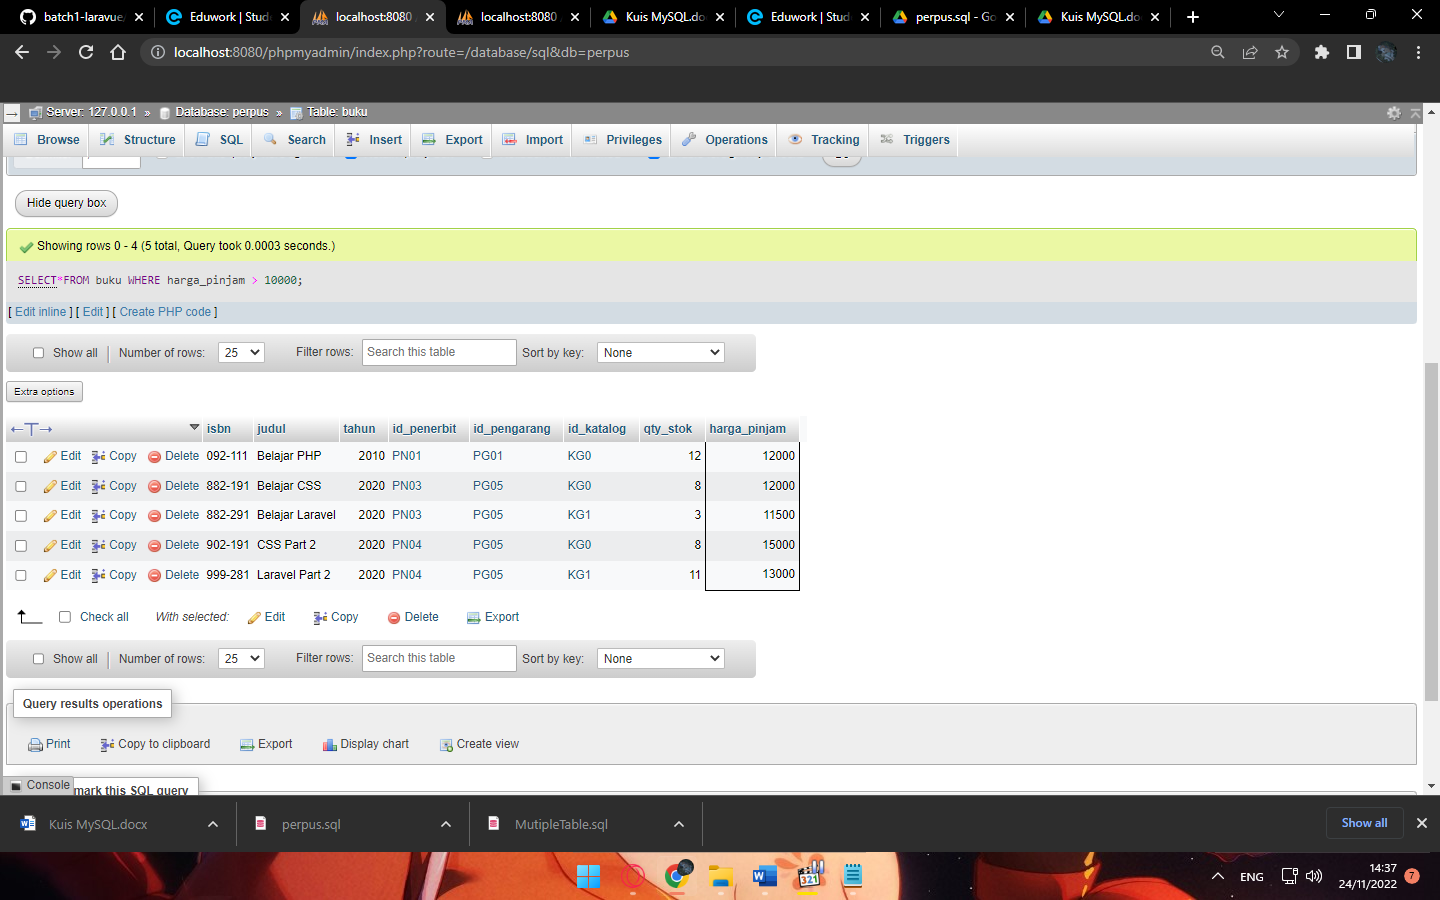 batch1-laravue,
Eduwork | Stud
localhost:8080
localhost:8080
Kuis MySQL.do
Eduwork | Stud
perpus.sql - Go
Kuis MySQL.do
localhost:8080/phpmyadmin/index.php?route=/database/sql&db=perpus
Server: 127.0.0.1 » Database: perpus » Table: buku
Browse Structure SQL Search Insert Export Import Privileges Operations Tracking Triggers
Hide query box
Showing rows 0 - 4 (5 total, Query took 0.0003 seconds.)
SELECT*FROM buku WHERE harga_pinjam > 10000;
[ Edit inline ] [ Edit ] [ Create PHP code ]
Show all Number of rows: 25 Filter rows: Search this table Sort by key: None
Extra options
←T→ isbn judul tahun id_penerbit id_pengarang id_katalog qty_stok harga_pinjam
Edit Copy Delete 092-111 Belajar PHP 2010 PN01 PG01 KG0 12 12000
Edit Copy Delete 882-191 Belajar CSS 2020 PN03 PG05 KG0 8 12000
Edit Copy Delete 882-291 Belajar Laravel 2020 PN03 PG05 KG1 3 11500
Edit Copy Delete 902-191 CSS Part 2 2020 PN04 PG05 KG0 8 15000
Edit Copy Delete 999-281 Laravel Part 2 2020 PN04 PG05 KG1 11 13000
Check all With selected: Edit Copy Delete Export
Show all Number of rows: 25 Filter rows: Search this table Sort by key: None
Query results operations
Print Copy to clipboard Export Display chart Create view
Console mark this SQL query
Kuis MySQL.docx perpus.sql MutipleTable.sql Show all
321
ENG
14:37
24/11/2022
7